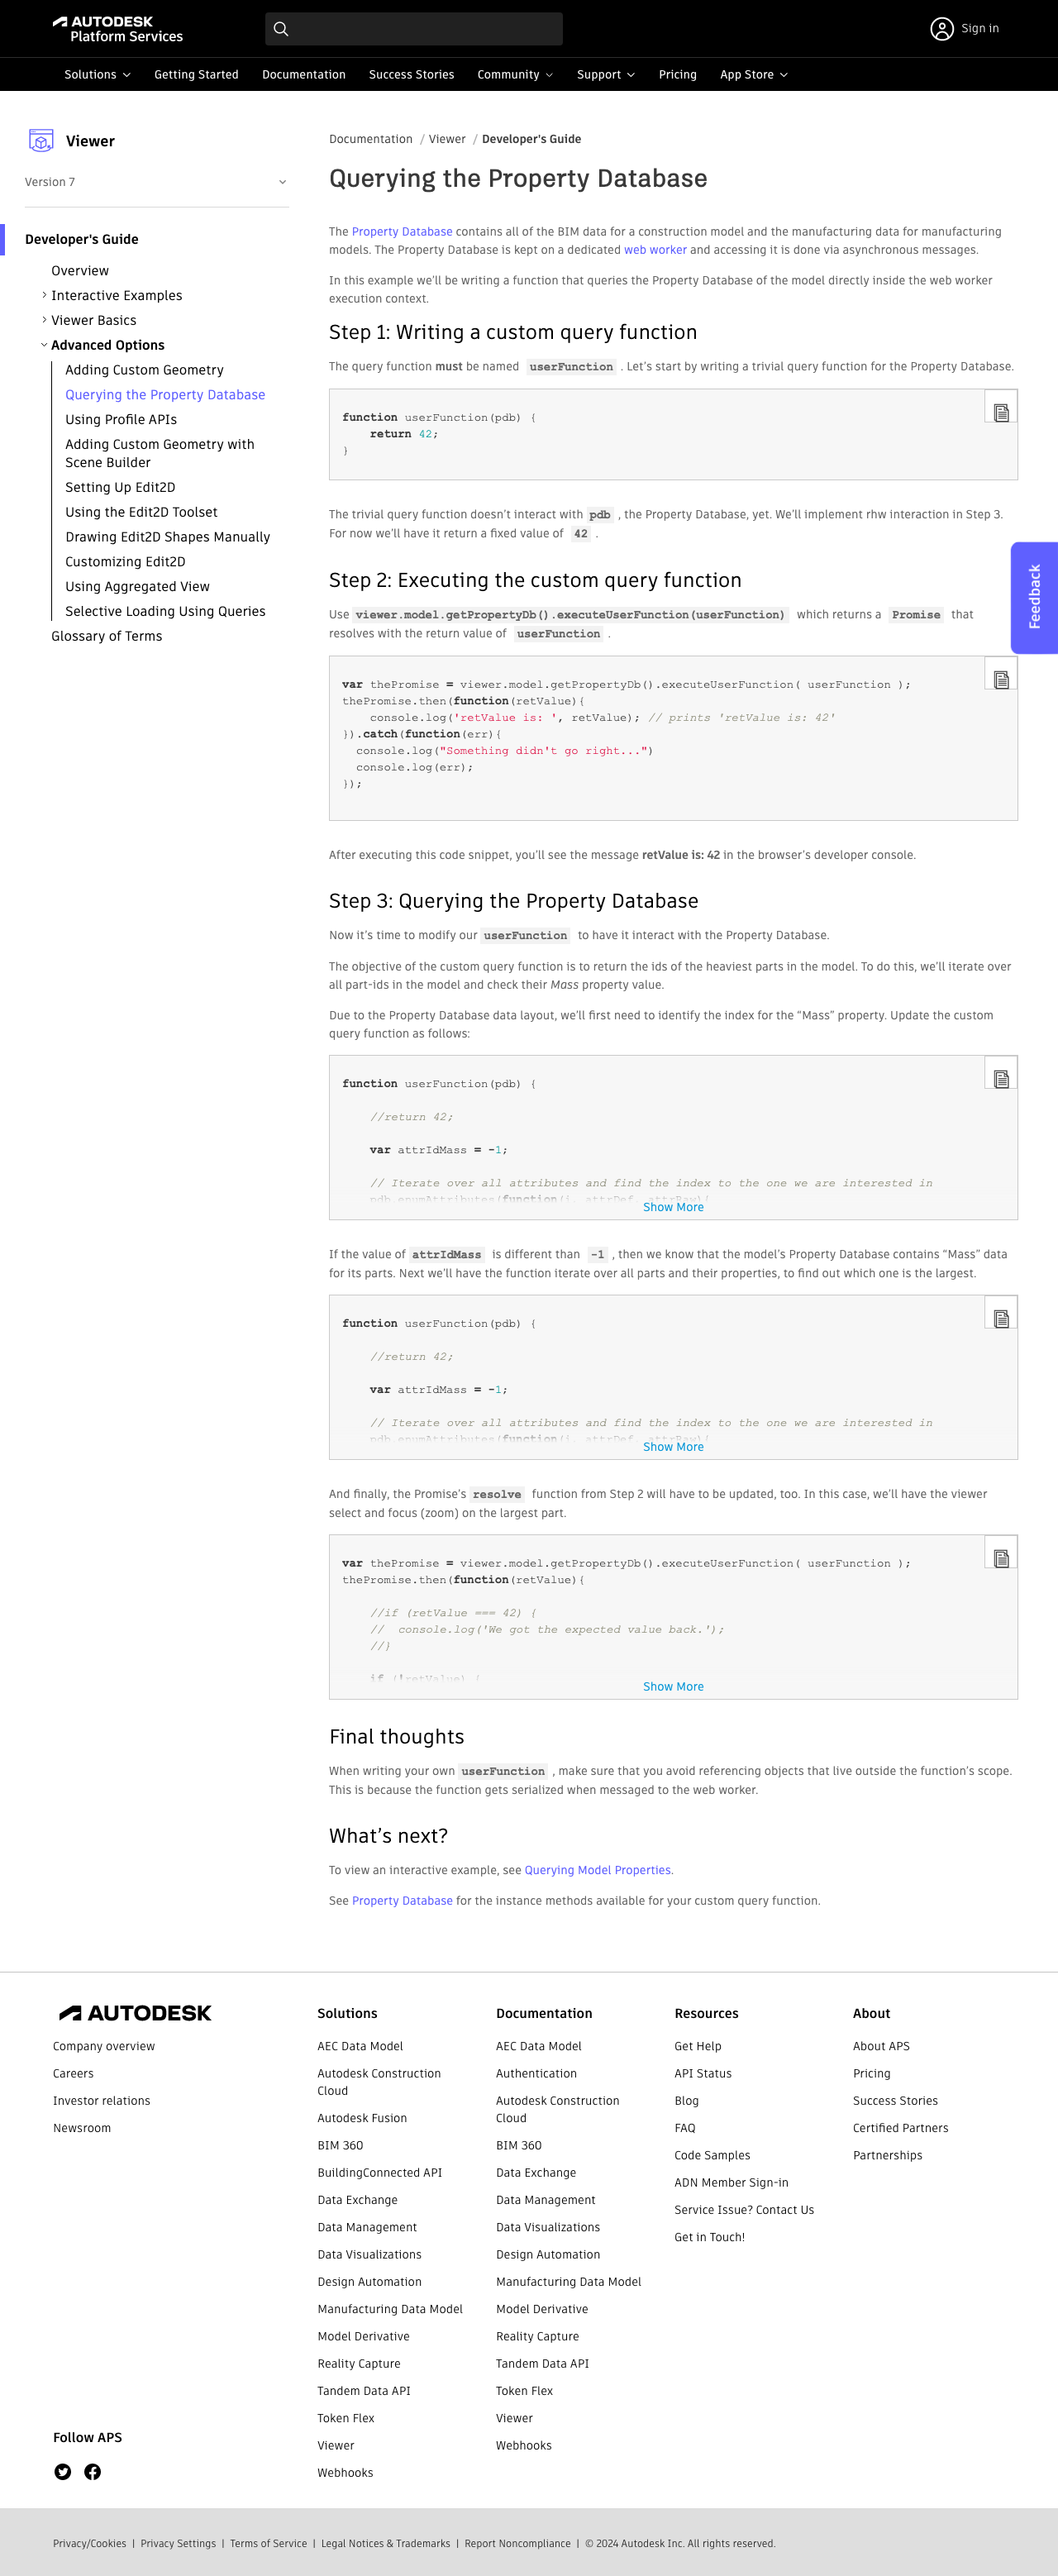 AUTODESK
Platform Services
Sign in
Solutions Getting Started Documentation Success Stories Community Support Pricing App Store
Viewer
Version 7
Developer's Guide
Overview
Interactive Examples
Viewer Basics
Advanced Options
Adding Custom Geometry
Querying the Property Database
Using Profile APIs
Adding Custom Geometry with
Scene Builder
Setting Up Edit2D
Using the Edit2D Toolset
Drawing Edit2D Shapes Manually
Customizing Edit2D
Using Aggregated View
Selective Loading Using Queries
Glossary of Terms
Documentation / Viewer / Developer's Guide
Querying the Property Database
The Property Database contains all of the BIM data for a construction model and the manufacturing data for manufacturing
models. The Property Database is kept on a dedicated web worker and accessing it is done via asynchronous messages.
In this example we'll be writing a function that queries the Property Database of the model directly inside the web worker
execution context.
Step 1: Writing a custom query function
The query function must be named userFunction . Let's start by writing a trivial query function for the Property Database.
function userFunction(pdb) {
    return 42;
}
The trivial query function doesn't interact with pdb , the Property Database, yet. We'll implement rhw interaction in Step 3.
For now we'll have it return a fixed value of 42 .
Step 2: Executing the custom query function
Use viewer.model.getPropertyDb().executeUserFunction(userFunction) which returns a Promise that
resolves with the return value of userFunction .
var thePromise = viewer.model.getPropertyDb().executeUserFunction( userFunction );
thePromise.then(function(retValue){
    console.log('retValue is: ', retValue); // prints 'retValue is: 42'
}).catch(function(err){
  console.log("Something didn't go right...")
  console.log(err);
});
After executing this code snippet, you'll see the message retValue is: 42 in the browser's developer console.
Step 3: Querying the Property Database
Now it's time to modify our userFunction to have it interact with the Property Database.
The objective of the custom query function is to return the ids of the heaviest parts in the model. To do this, we'll iterate over
all part-ids in the model and check their Mass property value.
Due to the Property Database data layout, we'll first need to identify the index for the “Mass” property. Update the custom
query function as follows:
function userFunction(pdb) {
    //return 42;
    var attrIdMass = -1;
    // Iterate over all attributes and find the index to the one we are interested in
    pdb.enumAttributes(function(i, attrDef, attrRaw){
Show More
If the value of attrIdMass is different than -1 , then we know that the model's Property Database contains “Mass” data
for its parts. Next we'll have the function iterate over all parts and their properties, to find out which one is the largest.
function userFunction(pdb) {
    //return 42;
    var attrIdMass = -1;
    // Iterate over all attributes and find the index to the one we are interested in
    pdb.enumAttributes(function(i, attrDef, attrRaw){
Show More
And finally, the Promise's resolve function from Step 2 will have to be updated, too. In this case, we'll have the viewer
select and focus (zoom) on the largest part.
var thePromise = viewer.model.getPropertyDb().executeUserFunction( userFunction );
thePromise.then(function(retValue){
    //if (retValue === 42) {
    //  console.log('We got the expected value back.');
    //}
    if (!retValue) {
Show More
Final thoughts
When writing your own userFunction , make sure that you avoid referencing objects that live outside the function's scope.
This is because the function gets serialized when messaged to the web worker.
What's next?
To view an interactive example, see Querying Model Properties.
See Property Database for the instance methods available for your custom query function.
Feedback
AUTODESK
Company overview
Careers
Investor relations
Newsroom
Follow APS
Solutions
AEC Data Model
Autodesk Construction
Cloud
Autodesk Fusion
BIM 360
BuildingConnected API
Data Exchange
Data Management
Data Visualizations
Design Automation
Manufacturing Data Model
Model Derivative
Reality Capture
Tandem Data API
Token Flex
Viewer
Webhooks
Documentation
AEC Data Model
Authentication
Autodesk Construction
Cloud
BIM 360
Data Exchange
Data Management
Data Visualizations
Design Automation
Manufacturing Data Model
Model Derivative
Reality Capture
Tandem Data API
Token Flex
Viewer
Webhooks
Resources
Get Help
API Status
Blog
FAQ
Code Samples
ADN Member Sign-in
Service Issue? Contact Us
Get in Touch!
About
About APS
Pricing
Success Stories
Certified Partners
Partnerships
Privacy/Cookies | Privacy Settings | Terms of Service | Legal Notices & Trademarks | Report Noncompliance | © 2024 Autodesk Inc. All rights reserved.